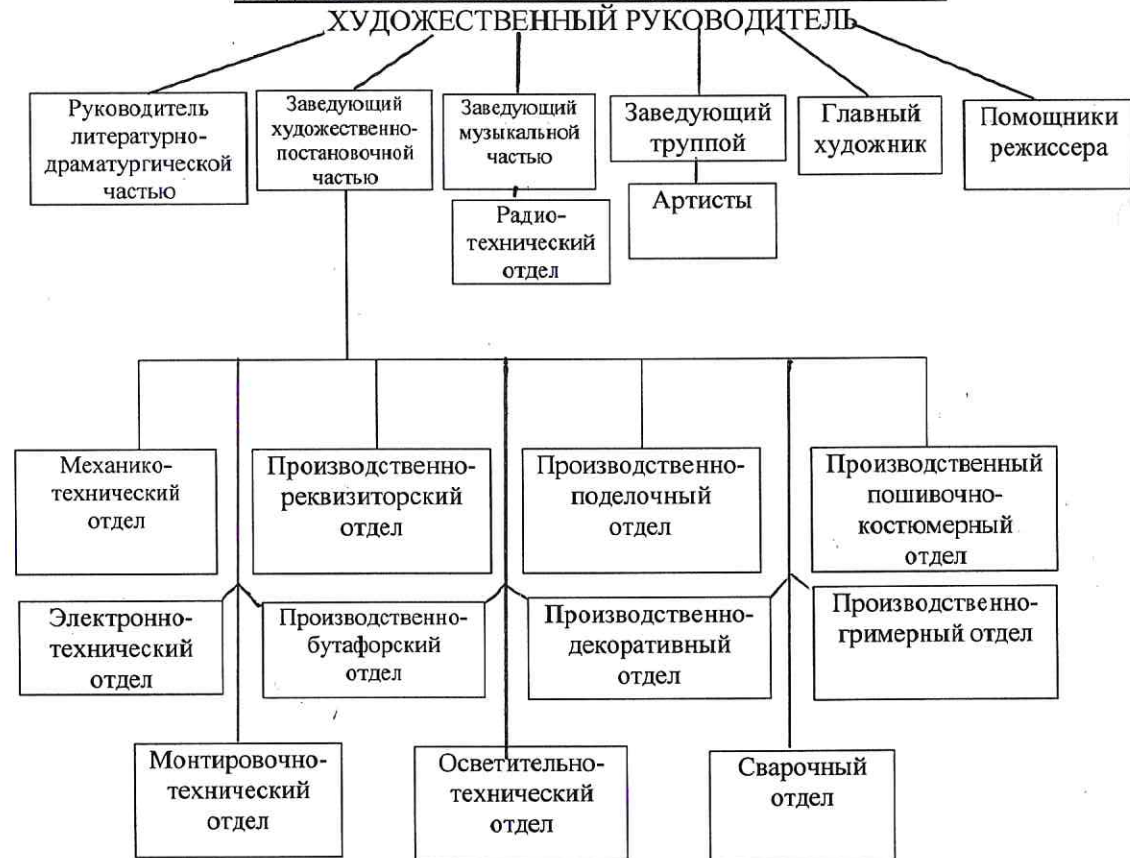 ХУДОЖЕСТВЕННЫЙ РУКОВОДИТЕЛЬ
Руководитель
литературно-
драматургической
частью
Заведующий
художественно-
постановочной
частью
Заведующий
музыкальной
частью
Заведующий
труппой
Главный
художник
Помощники
режиссера
Радио-
технический
отдел
Артисты
Механико-
технический
отдел
Производственно-
реквизиторский
отдел
Производственно-
поделочный
отдел
Производственный
пошивочно-
костюмерный
отдел
Электронно-
технический
отдел
Производственно-
бутафорский
отдел
Производственно-
декоративный
отдел
Производственно-
гримерный отдел
Монтировочно-
технический
отдел
Осветительно-
технический
отдел
Сварочный
отдел